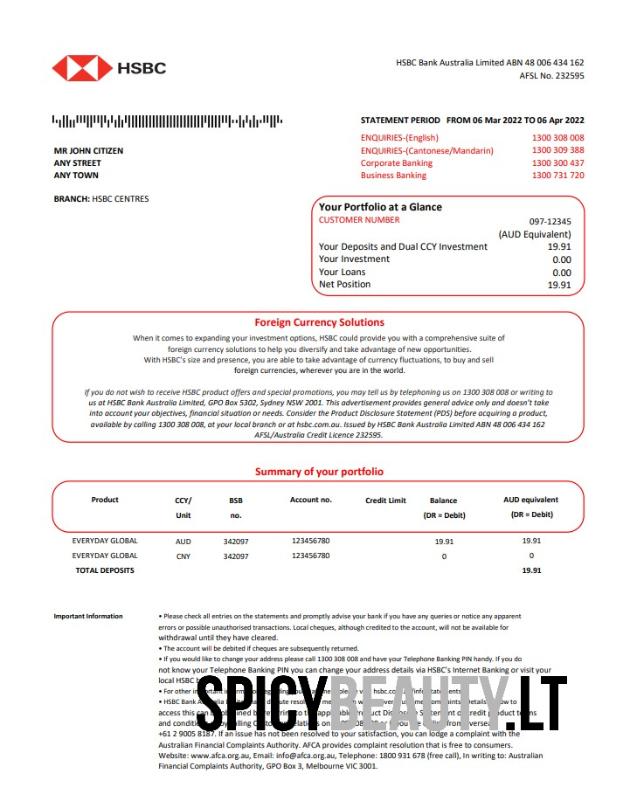 HSBC
HSBC Bank Australia Limited ABN 48 006 434 162
AFSL No. 232595
STATEMENT PERIOD FROM 06 Mar 2022 TO 06 Apr 2022
ENQUIRIES-(English) 1300 308 008
ENQUIRIES-(Cantonese/Mandarin) 1300 309 388
Corporate Banking 1300 300 437
Business Banking 1300 731 720
MR JOHN CITIZEN
ANY STREET
ANY TOWN
BRANCH: HSBC CENTRES
Your Portfolio at a Glance
CUSTOMER NUMBER 097-12345
(AUD Equivalent)
Your Deposits and Dual CCY Investment 19.91
Your Investment 0.00
Your Loans 0.00
Net Position 19.91
Foreign Currency Solutions
When it comes to expanding your investment options, HSBC could provide you with a comprehensive suite of
foreign currency solutions to help you diversify and take advantage of new opportunities.
With HSBC's size and presence, you are able to take advantage of currency fluctuations, to buy and sell
foreign currencies, wherever you are in the world.
If you do not wish to receive HSBC product offers and special promotions, you may tell us by telephoning us on 1300 308 008 or writing to
us at HSBC Bank Australia Limited, GPO Box 5302, Sydney NSW 2001. This advertisement provides general advice only and doesn't take
into account your objectives, financial situation or needs. Consider the Product Disclosure Statement (PDS) before acquiring a product,
available by calling 1300 308 008, at your local branch or at hsbc.com.au. Issued by HSBC Bank Australia Limited ABN 48 006 434 162
AFSL/Australia Credit Licence 232595.
Summary of your portfolio
Product CCY/ BSB Account no. Credit Limit Balance AUD equivalent
Unit no. (DR = Debit) (DR = Debit)
EVERYDAY GLOBAL AUD 342097 123456780 19.91 19.91
EVERYDAY GLOBAL CNY 342097 123456780 0 0
TOTAL DEPOSITS 19.91
Important Information
• Please check all entries on the statements and promptly advise your bank if you have any queries or notice any apparent
errors or possible unauthorised transactions. Local cheques, although credited to the account, will not be available for
withdrawal until they have cleared.
• The account will be debited if cheques are subsequently returned.
• If you would like to change your address please call 1300 308 008 and have your Telephone Banking PIN handy. If you do
not know your Telephone Banking PIN you can change your address details via HSBC's Internet Banking or visit your
local HSBC
• For other
• HSBC
access this can be
and conditions
SPICYBEAUTY.LT
+61 2 9005 8187. If an issue has not been resolved to your satisfaction, you can lodge a complaint with the
Australian Financial Complaints Authority. AFCA provides complaint resolution that is free to consumers.
Website: www.afca.org.au, Email: info@afca.org.au, Telephone: 1800 931 678 (free call), In writing to: Australian
Financial Complaints Authority, GPO Box 3, Melbourne VIC 3001.